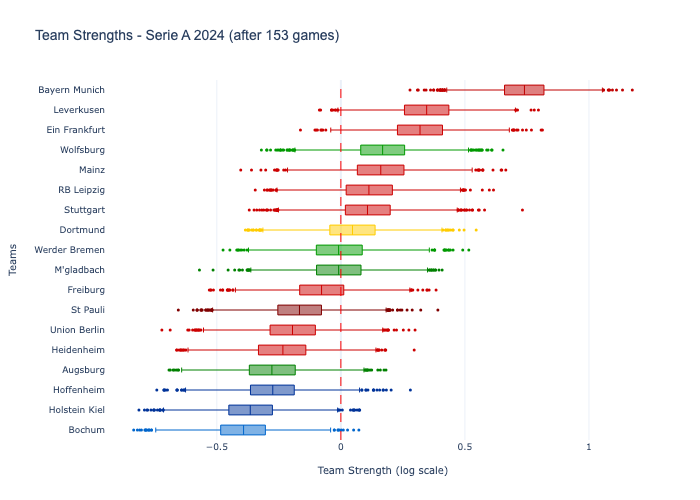 Team Strengths - Serie A 2024 (after 153 games)
Bayern Munich
Leverkusen
Ein Frankfurt
Wolfsburg
Mainz
RB Leipzig
Stuttgart
Dortmund
Werder Bremen
M'gladbach
Freiburg
St Pauli
Union Berlin
Heidenheim
Augsburg
Hoffenheim
Holstein Kiel
Bochum
Teams
−0.5 0 0.5 1
Team Strength (log scale)